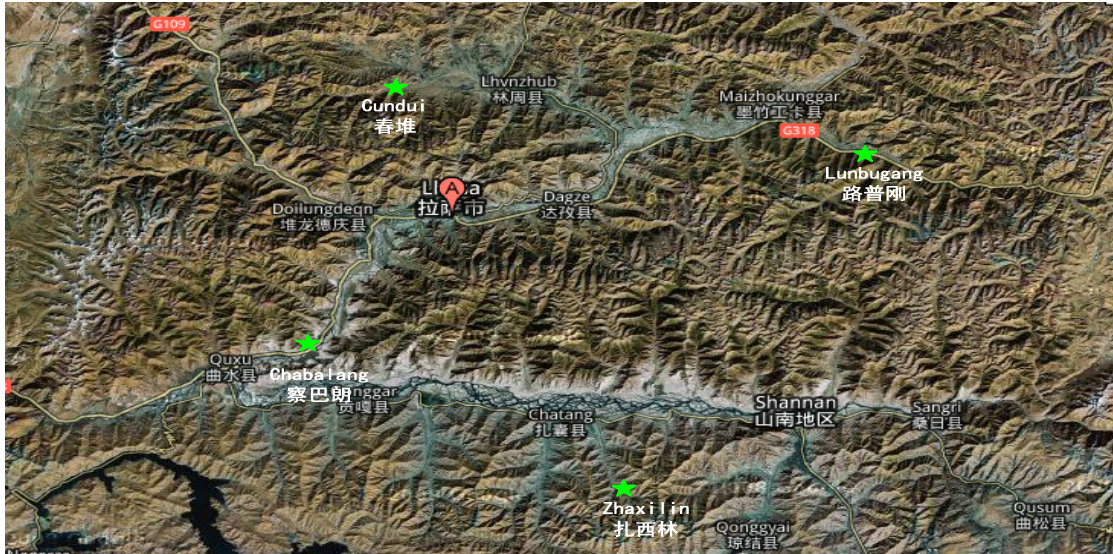 G109
Lhvnzhub
林周县
Cundui
春堆
Maizhokunggar
墨竹工卡县
G318
Lunbugang
路普刚
A
拉萨市
Dagze
达孜县
Doilungdeqn
堆龙德庆县
Quxu
曲水县
Chabalang
察巴朗
贡嘎县
Chatang
扎囊县
Shannan
山南地区
Sangri
桑日县
Zhaxilin
扎西林
Qonggyai
琼结县
Qusum
曲松县